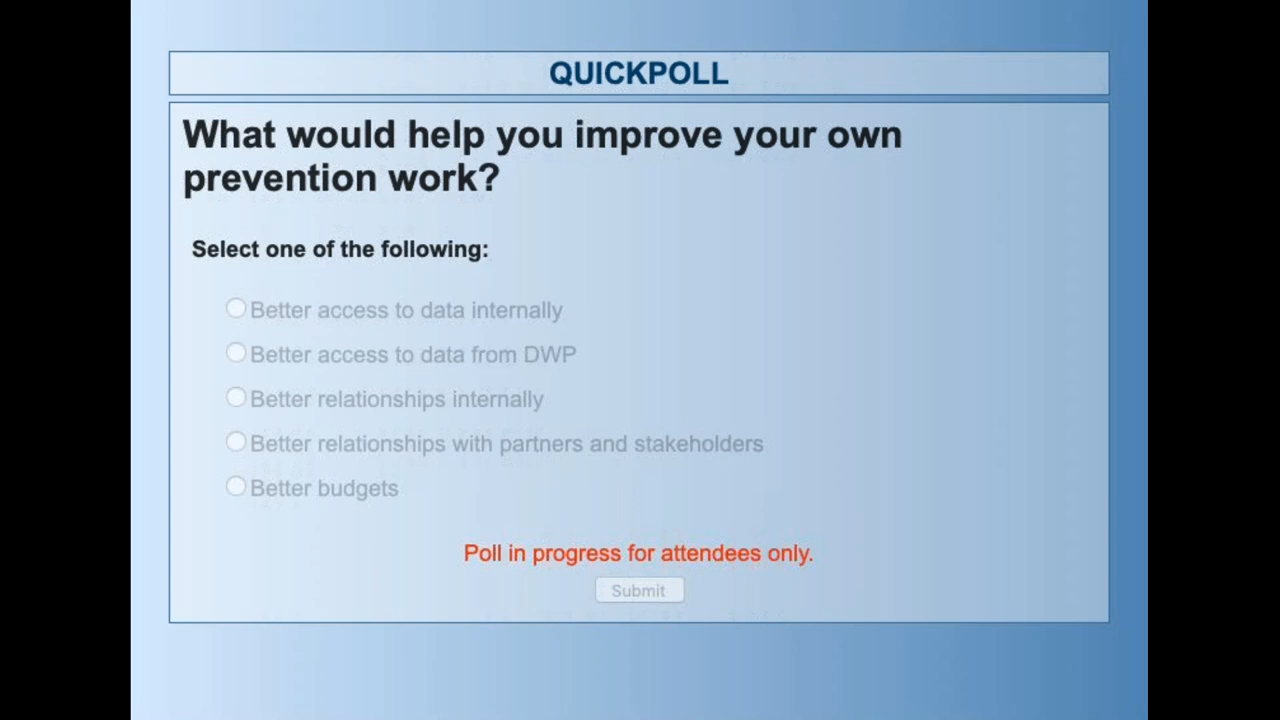 QUICKPOLL
What would help you improve your own
prevention work?
Select one of the following:
Better access to data internally
Better access to data from DWP
Better relationships internally
Better relationships with partners and stakeholders
Better budgets
Poll in progress for attendees only.
Submit